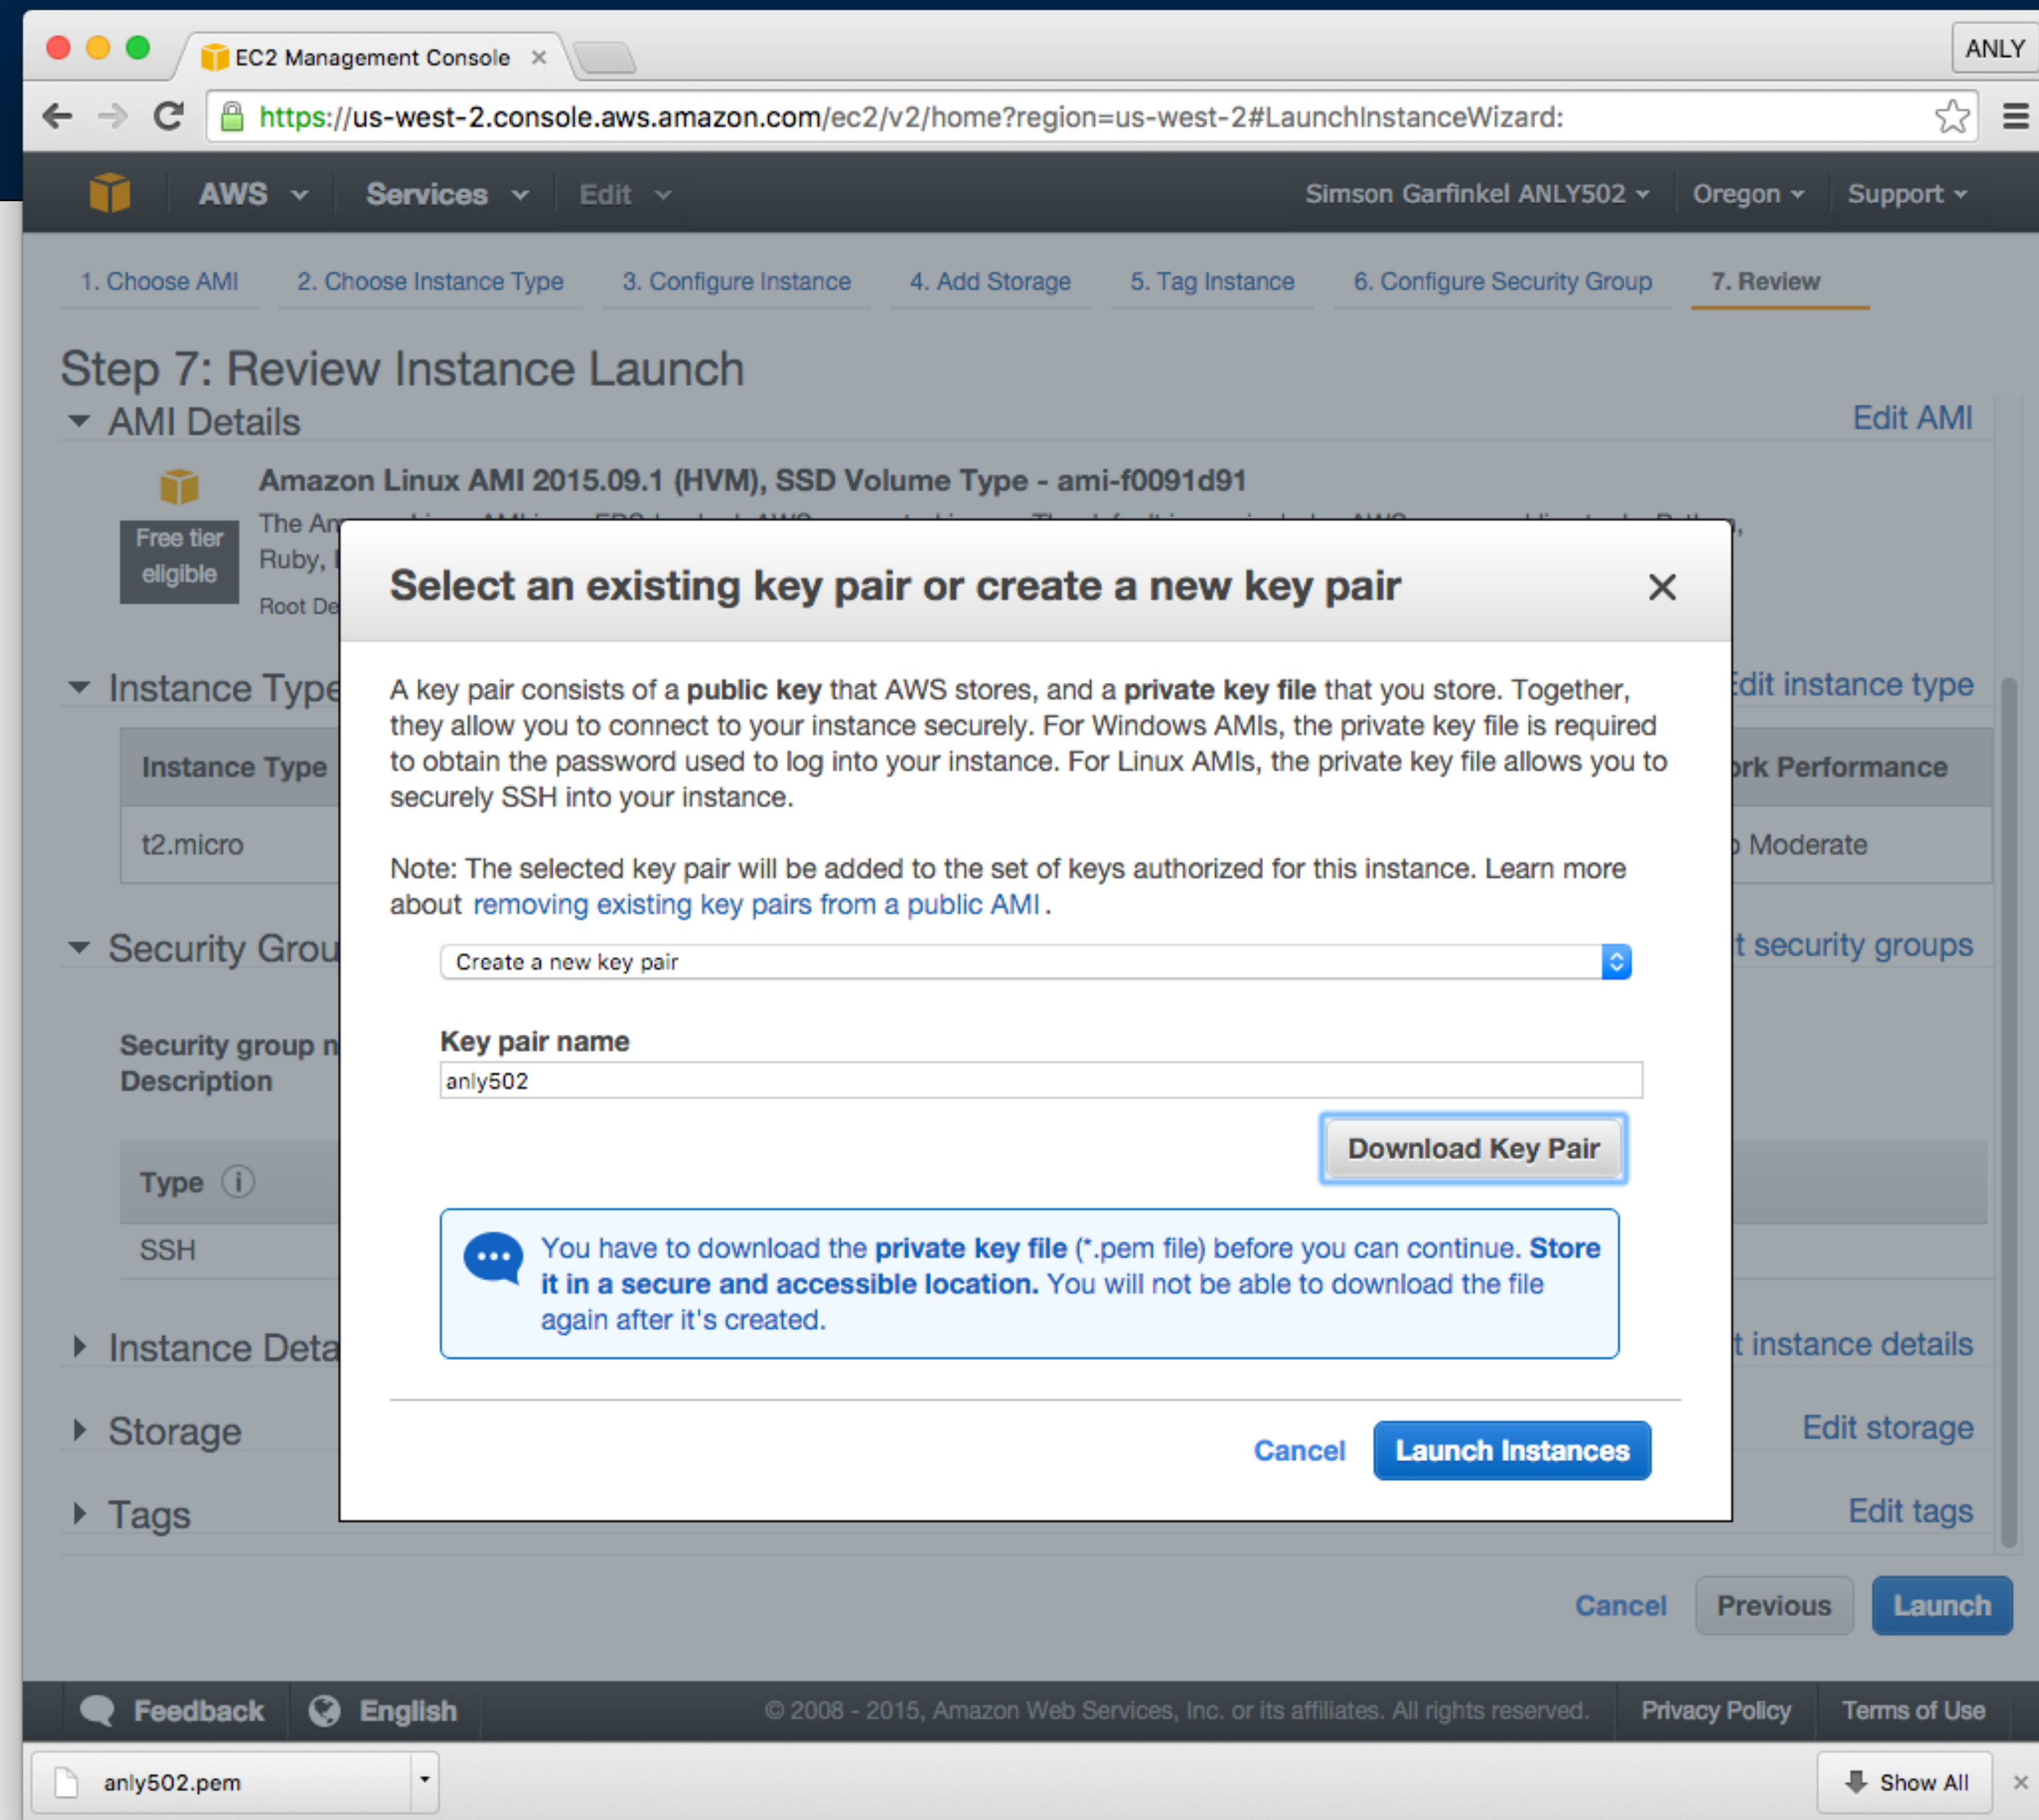 EC2 Management Console
ANLY
https://us-west-2.console.aws.amazon.com/ec2/v2/home?region=us-west-2#LaunchInstanceWizard:
AWS Services Edit Simson Garfinkel ANLY502 Oregon Support
1. Choose AMI 2. Choose Instance Type 3. Configure Instance 4. Add Storage 5. Tag Instance 6. Configure Security Group 7. Review
Step 7: Review Instance Launch
AMI Details Edit AMI
Amazon Linux AMI 2015.09.1 (HVM), SSD Volume Type - ami-f0091d91
Free tier
eligible
The
Ruby,
Root De
Select an existing key pair or create a new key pair
A key pair consists of a public key that AWS stores, and a private key file that you store. Together,
they allow you to connect to your instance securely. For Windows AMIs, the private key file is required
to obtain the password used to log into your instance. For Linux AMIs, the private key file allows you to
securely SSH into your instance.
Note: The selected key pair will be added to the set of keys authorized for this instance. Learn more
about removing existing key pairs from a public AMI.
Create a new key pair
Key pair name
anly502
Download Key Pair
You have to download the private key file (*.pem file) before you can continue. Store
it in a secure and accessible location. You will not be able to download the file
again after it's created.
Cancel Launch Instances
Instance Type dit instance type
Instance Type rk Performance
t2.micro Moderate
Security Grou t security groups
Security group n
Description
Type i
SSH
Instance Deta t instance details
Storage Edit storage
Tags Edit tags
Cancel Previous Launch
Feedback English © 2008 - 2015, Amazon Web Services, Inc. or its affiliates. All rights reserved. Privacy Policy Terms of Use
anly502.pem Show All